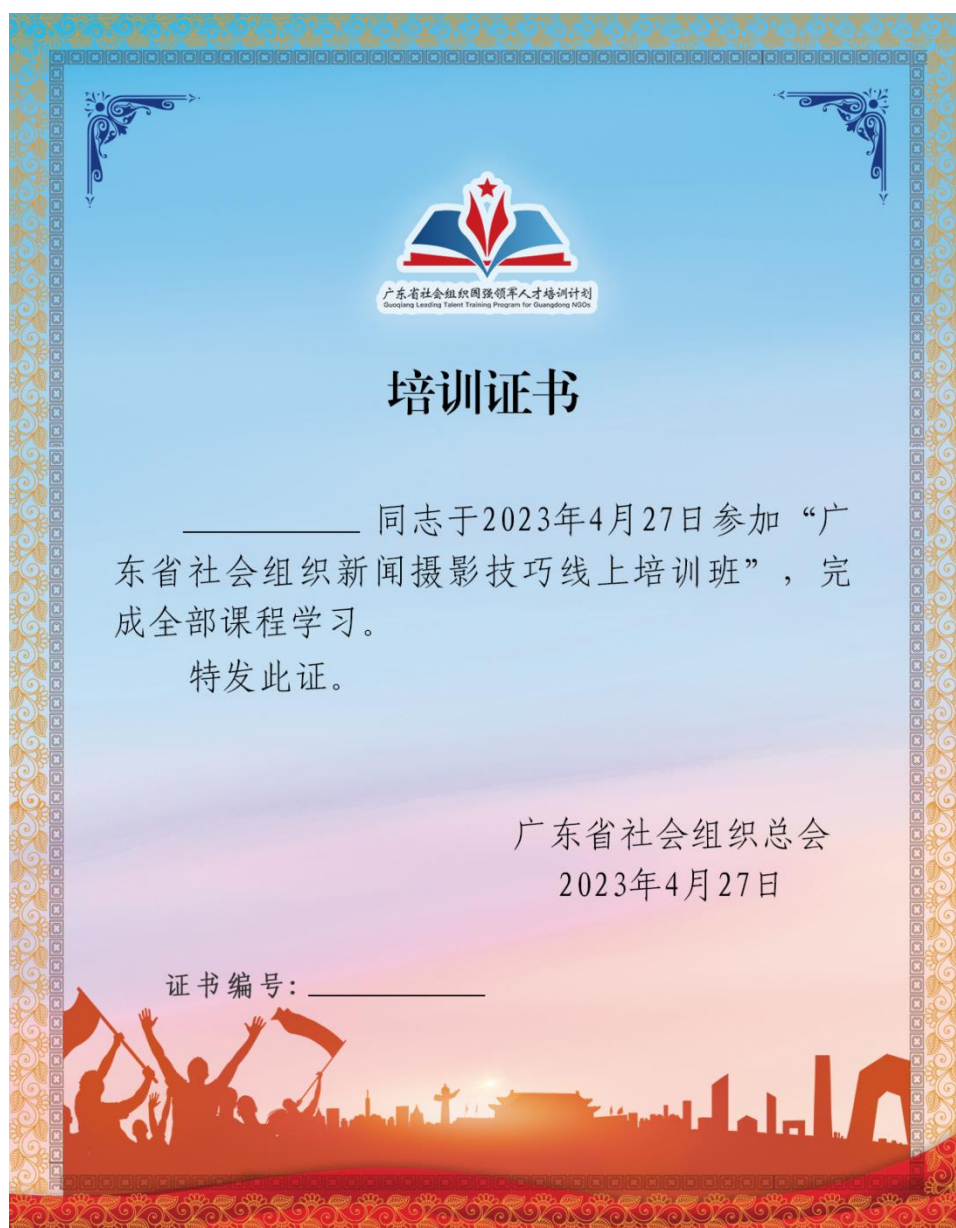 广东省社会组织国强领军人才培训计划
Guoqiang Leading Talent Training Program for Guangdong NGOs
培训证书
__________ 同志于2023年4月27日参加“广
东省社会组织新闻摄影技巧线上培训班”，完
成全部课程学习。
特发此证。
广东省社会组织总会
2023年4月27日
证书编号：__________